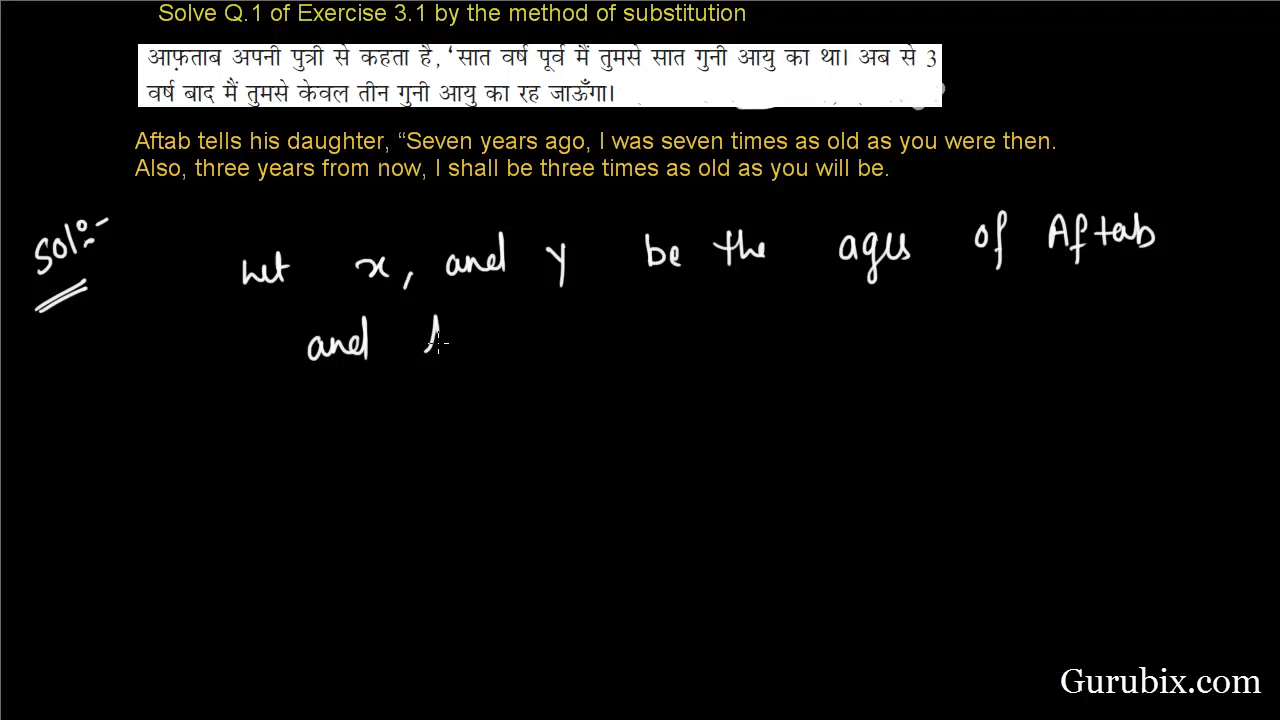 Solve Q.1 of Exercise 3.1 by the method of substitution
आफ़ताब अपनी पुत्री से कहता है, 'सात वर्ष पूर्व मैं तुमसे सात गुनी आयु का था। अब से 3
वर्ष बाद मैं तुमसे केवल तीन गुनी आयु का रह जाऊँगा।
Aftab tells his daughter, “Seven years ago, I was seven times as old as you were then.
Also, three years from now, I shall be three times as old as you will be.
Sol:-
Let x, and y be the ages of Aftab
and
Gurubix.com